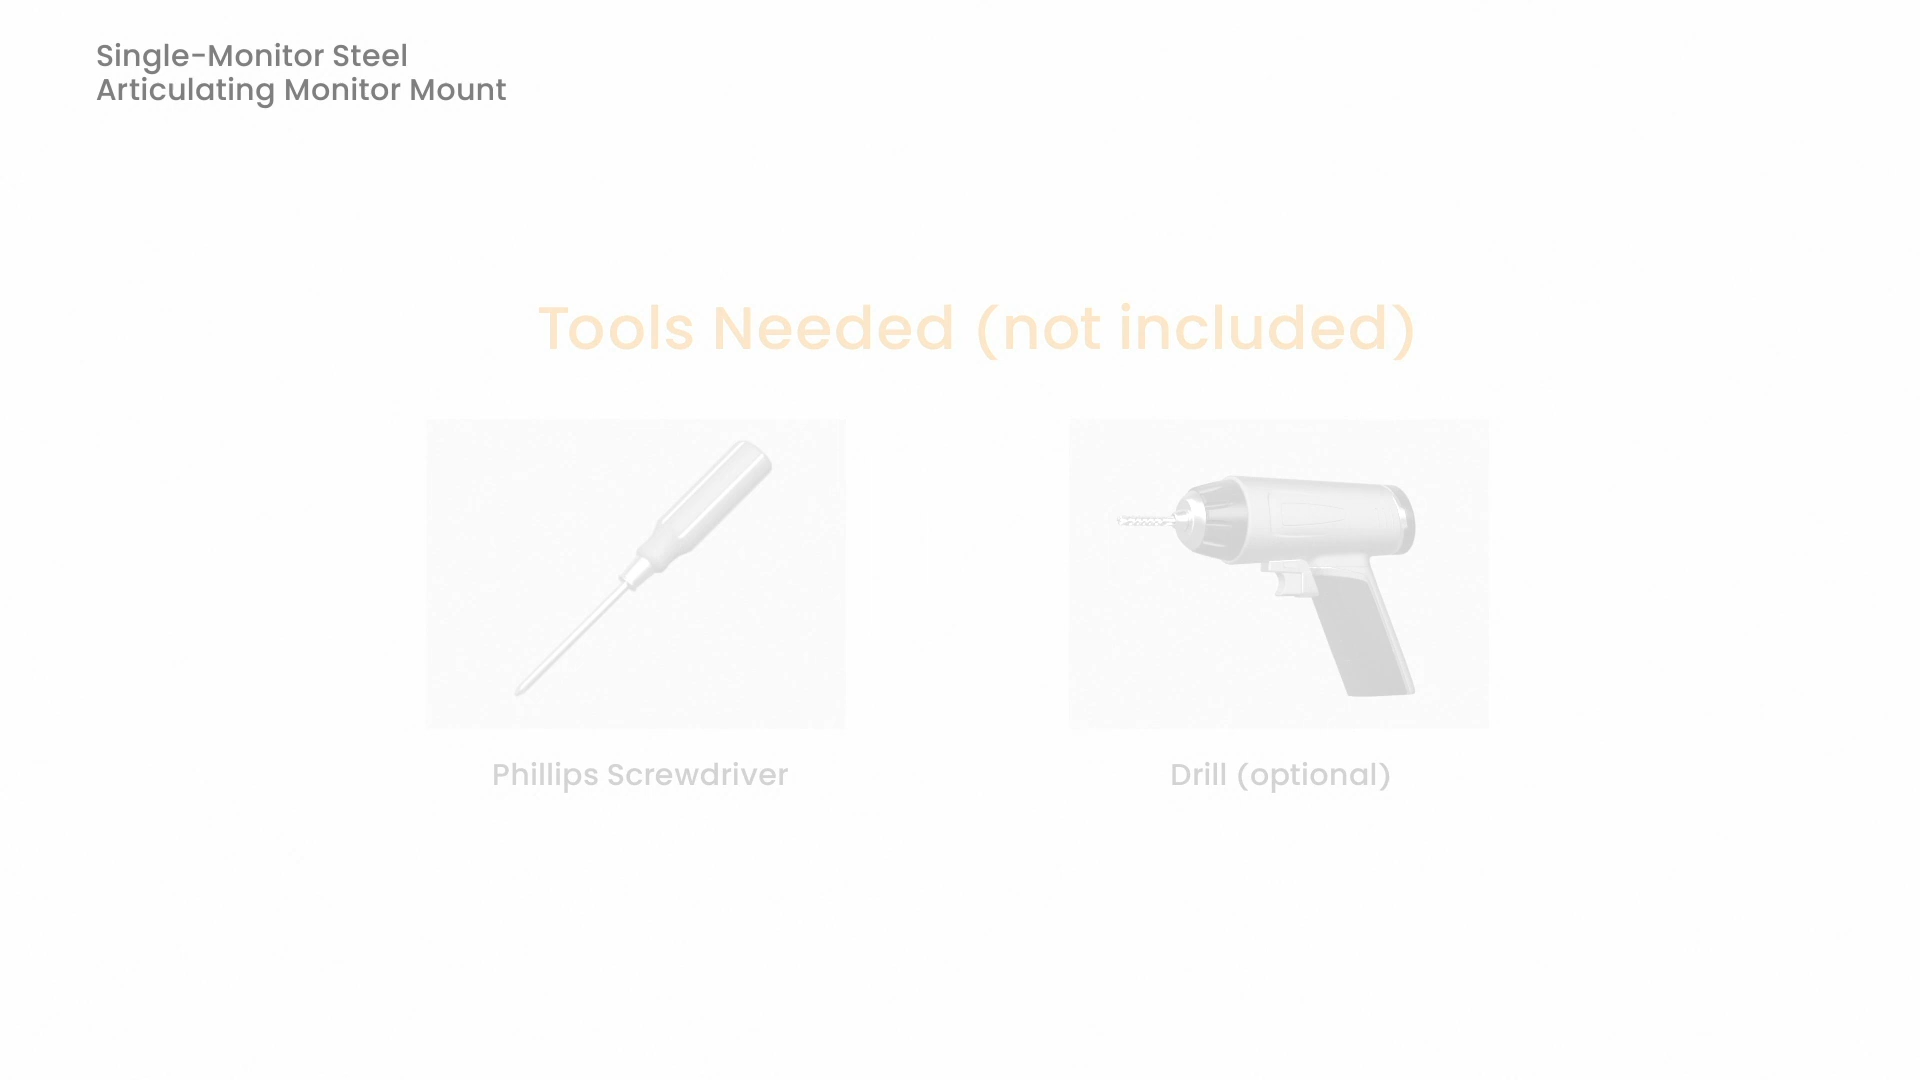 Single-Monitor Steel
Articulating Monitor Mount
Tools Needed (not included)
Phillips Screwdriver
Drill (optional)